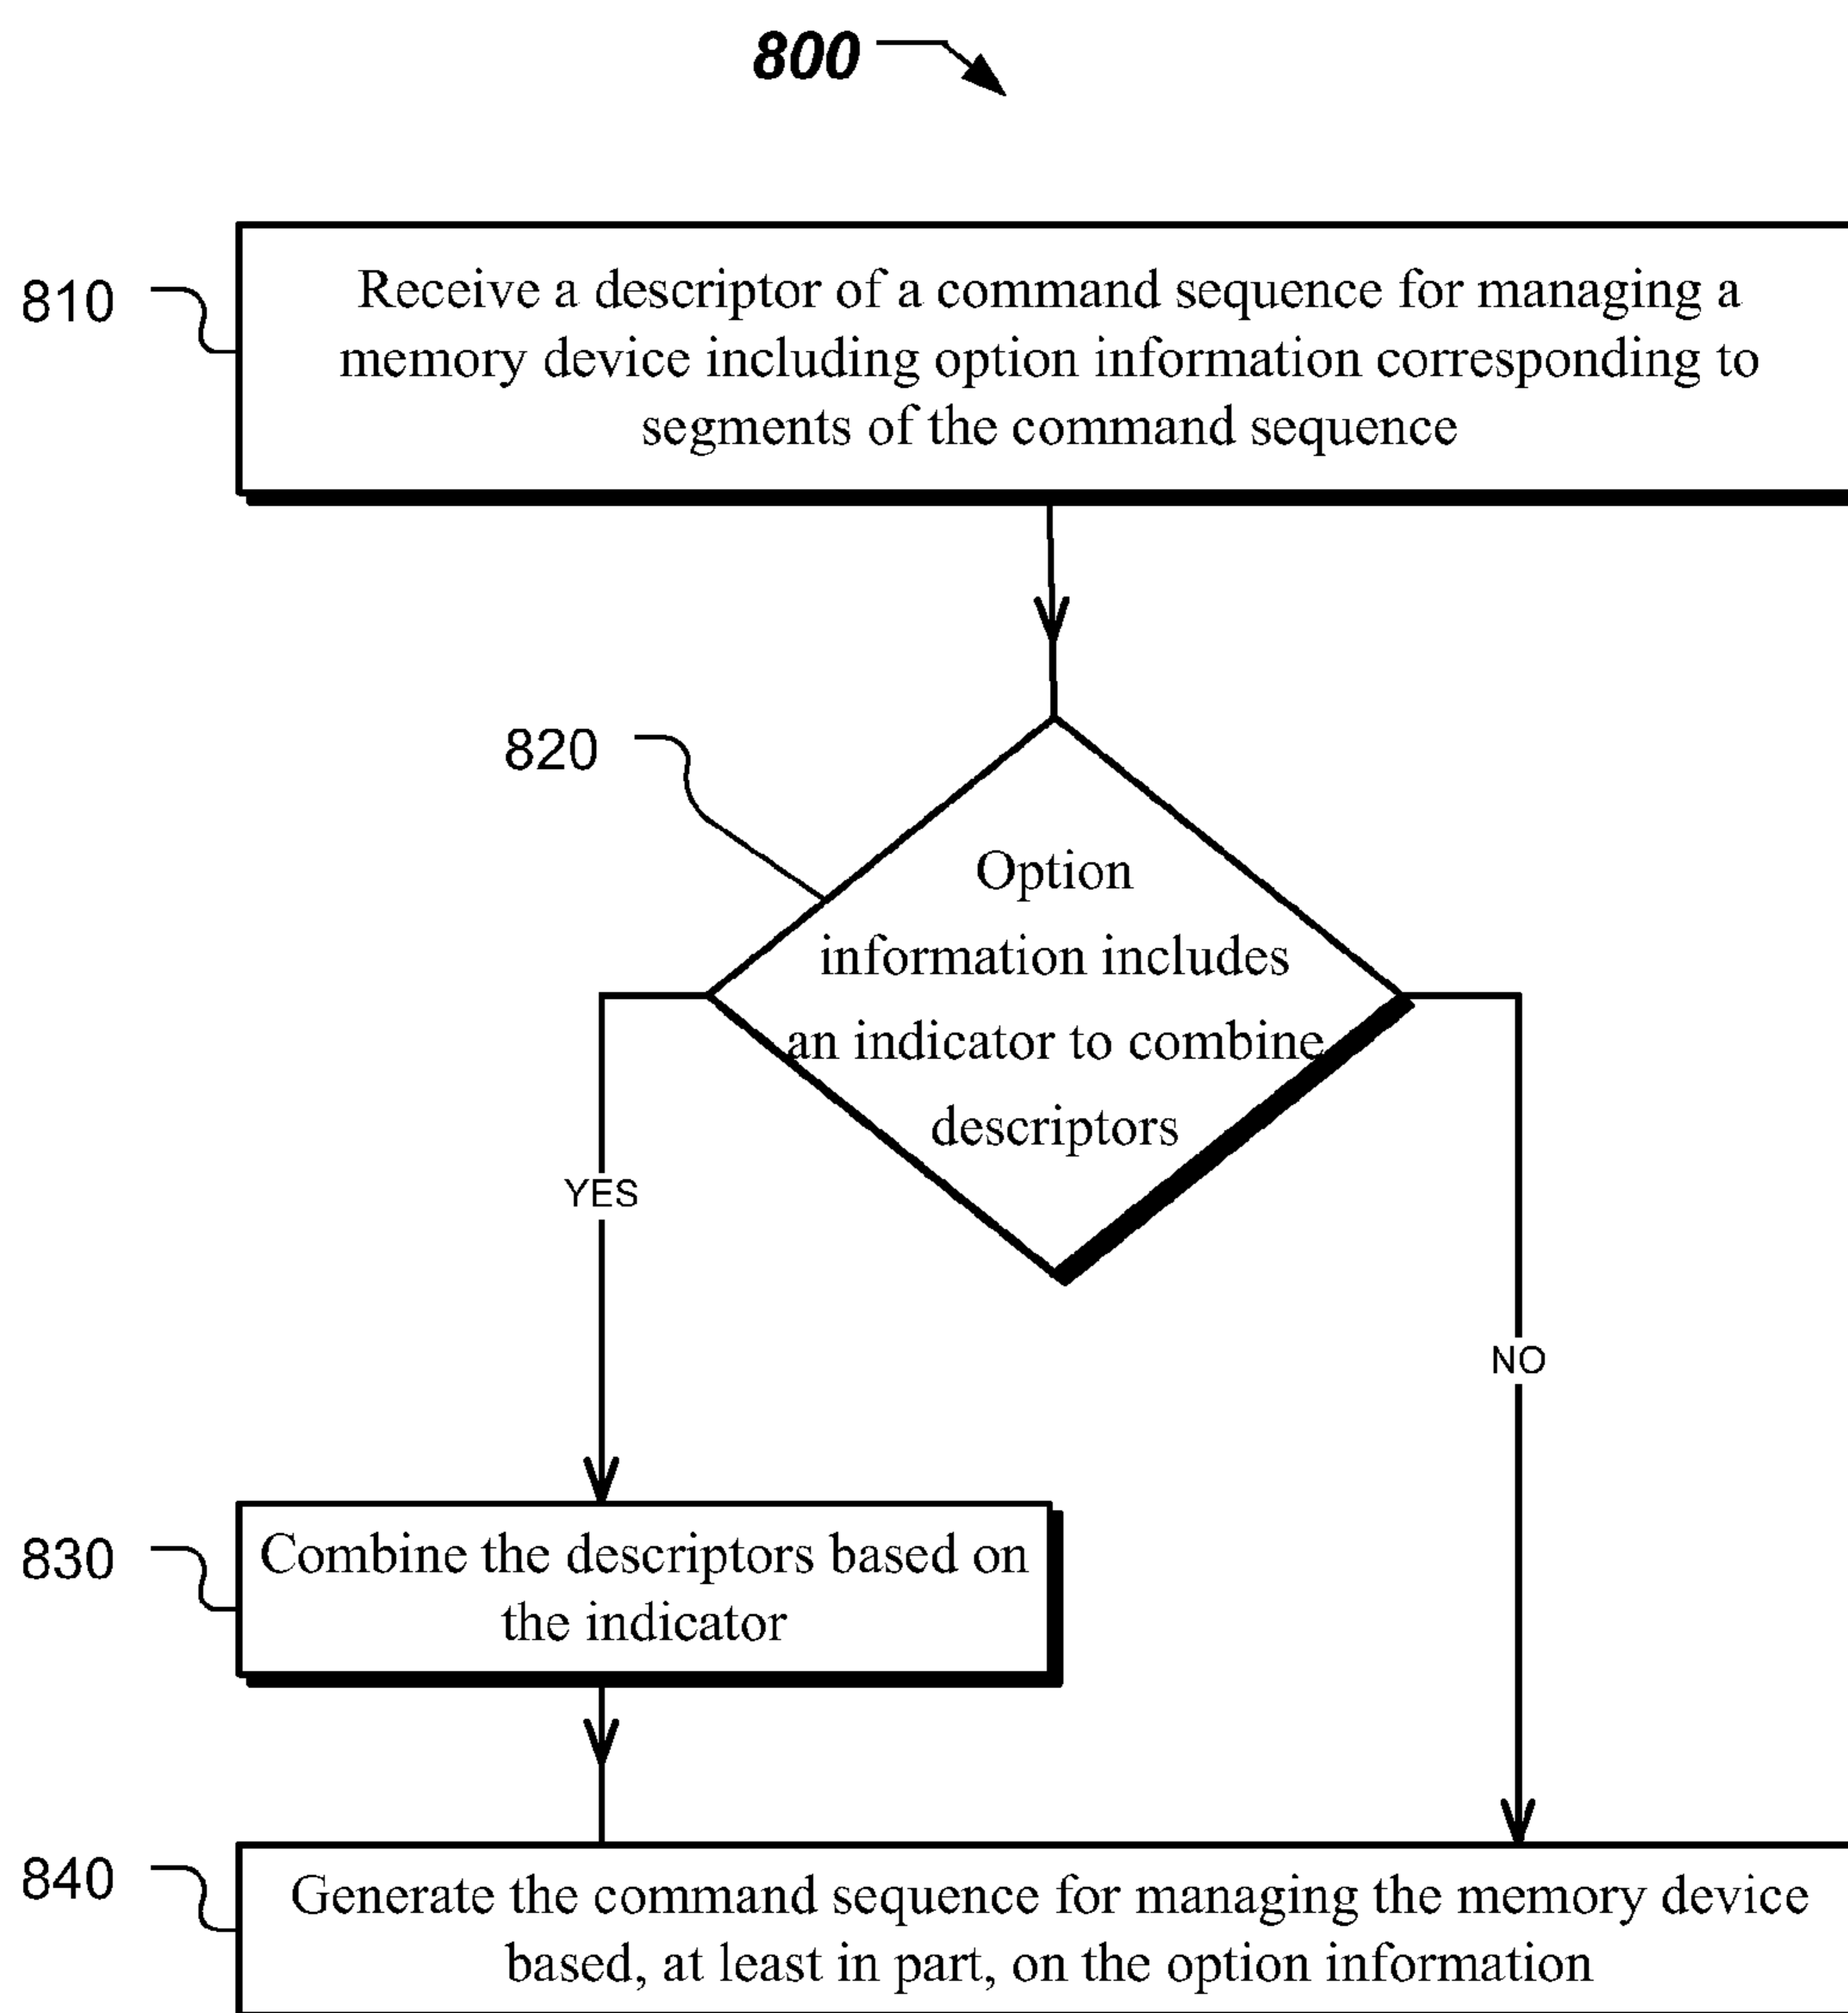 800
810
Receive a descriptor of a command sequence for managing a
memory device including option information corresponding to
segments of the command sequence
820
Option
information includes
an indicator to combine
descriptors
YES
NO
830
Combine the descriptors based on
the indicator
840
Generate the command sequence for managing the memory device
based, at least in part, on the option information